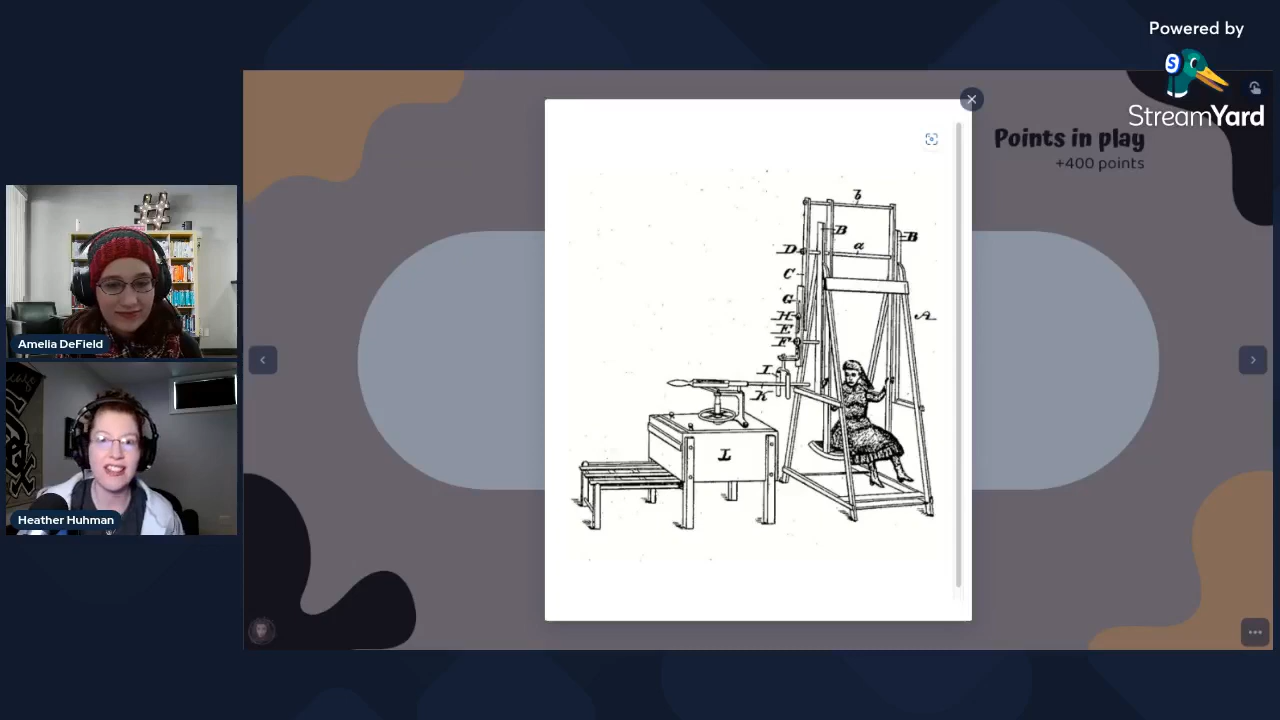 Powered by
S
StreamYard
Points in play
+400 points
b
B
B
a
D
C
G
H
E
F
A
I
K
L
#
Amelia DeField
Heather Huhman